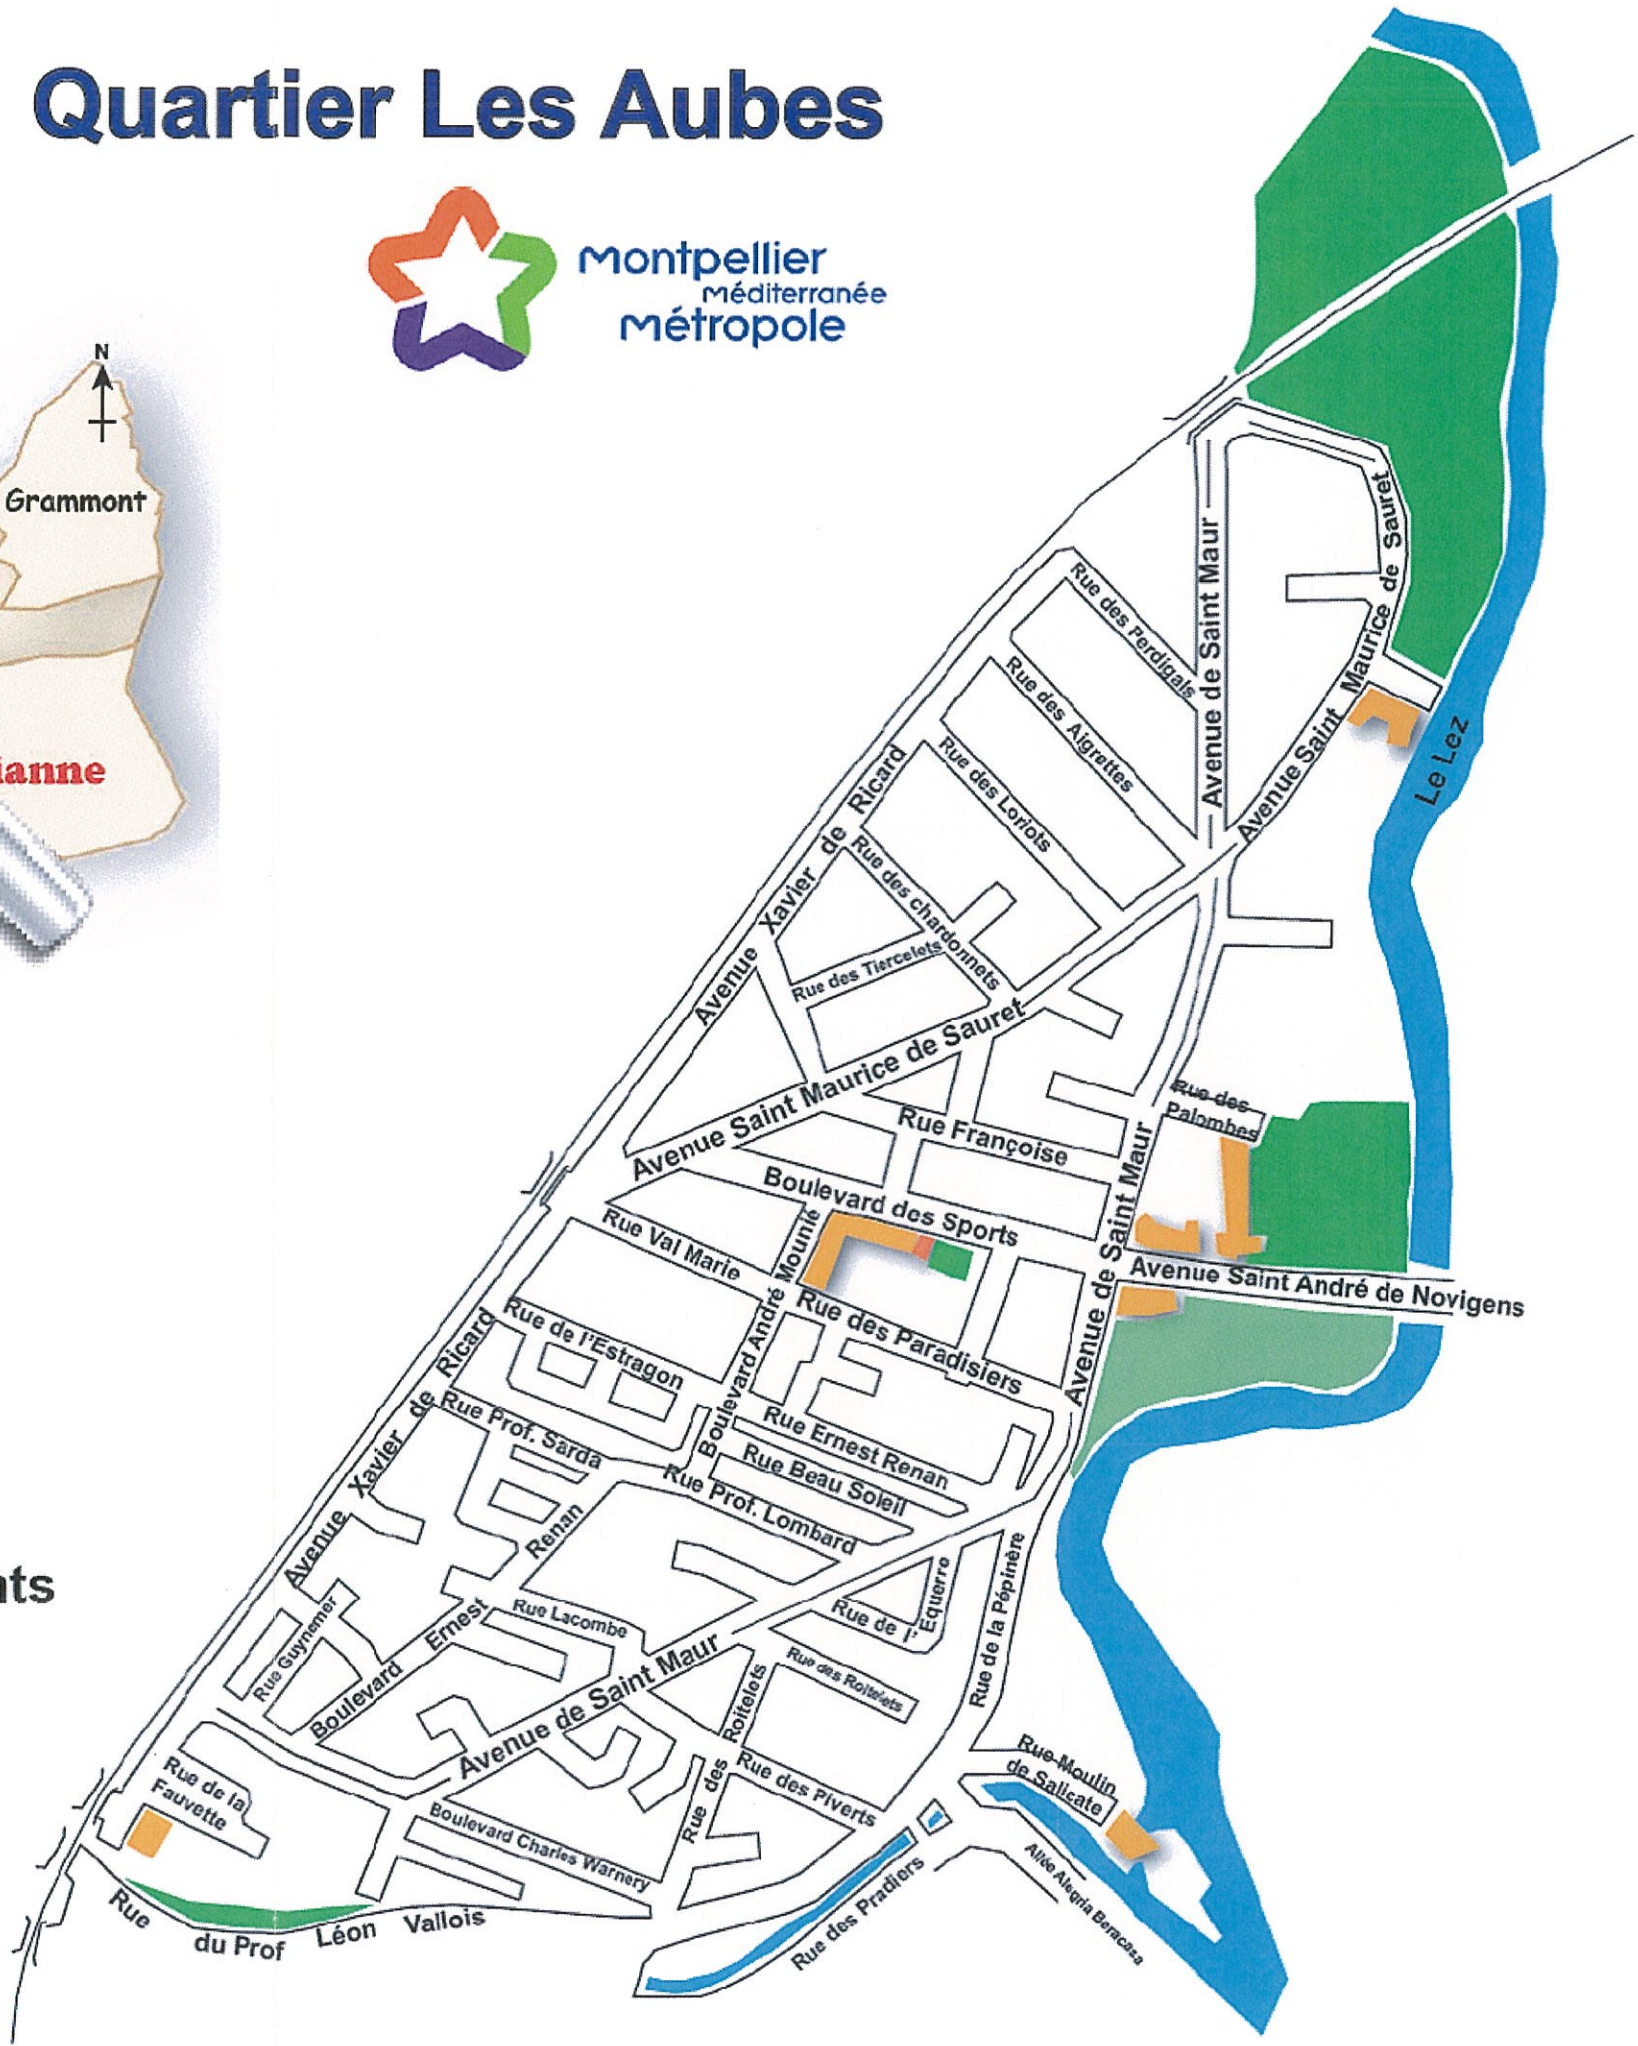 Quartier Les Aubes
montpellier
méditerranée
métropole
N
Grammont
ianne
nts
Avenue de Saint Maur
Avenue Saint Maurice de Sauret
Rue des Perdigals
Rue des Aigrettes
Rue des Loriots
Le Lez
Avenue Xavier de Ricard
Rue des chardonnets
Rue des Tiercelets
Avenue Saint Maurice de Sauret
Rue des
Palombes
Rue Françoise
Boulevard des Sports
Avenue de Saint Maur
Avenue Saint André de Novigens
Rue Val Marie
Boulevard André Mounié
Rue des Paradisiers
Rue de l'Estragon
Avenue Xavier de Ricard
Rue Prof. Sarda
Rue Ernest Renan
Rue Beau Soleil
Rue Prof. Lombard
Boulevard Ernest Renan
Rue Lacombe
Rue Guynemer
Rue de l'Equerre
Rue de la Pépinère
Avenue de Saint Maur
Rue des Roitelets
Rue des Roitelets
Rue des Piverts
Rue Moulin
de Salicate
Rue de la
Fauvette
Boulevard Charles Warnery
Allée Alegria Beracasa
Rue des Pradiers
Rue du Prof Léon Vallois